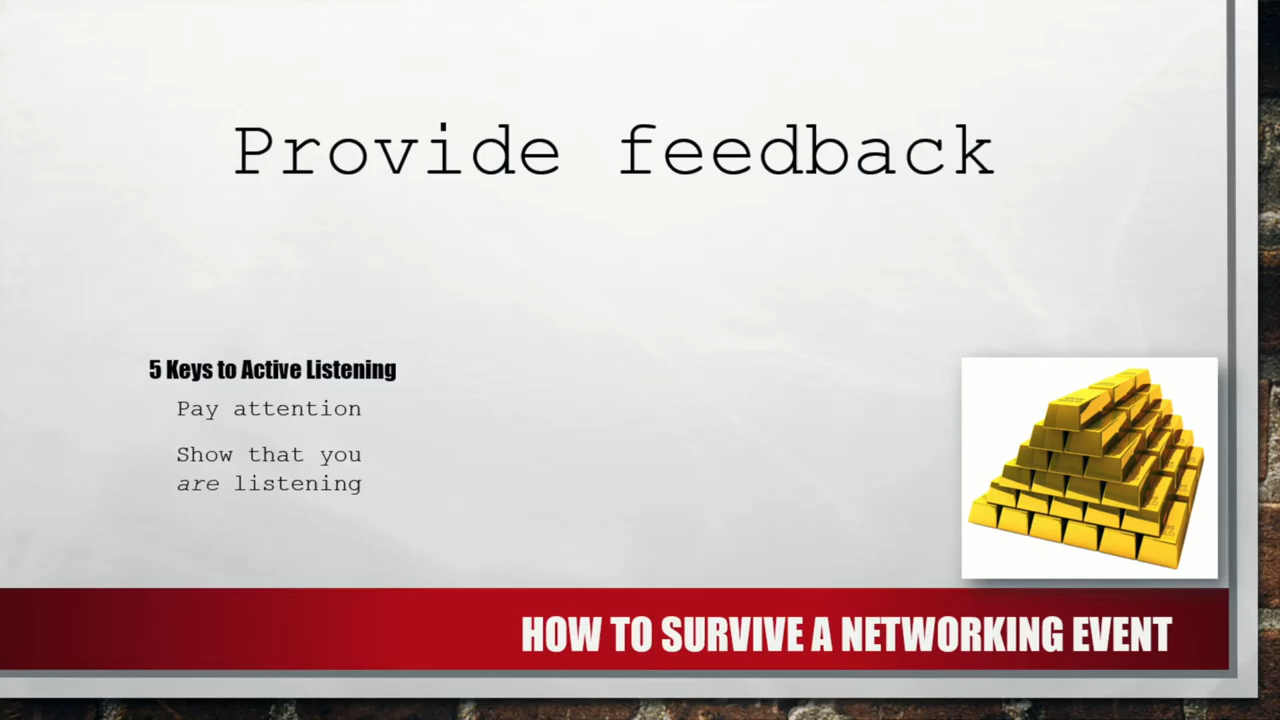 Provide feedback
5 Keys to Active Listening
Pay attention
Show that you
are listening
HOW TO SURVIVE A NETWORKING EVENT